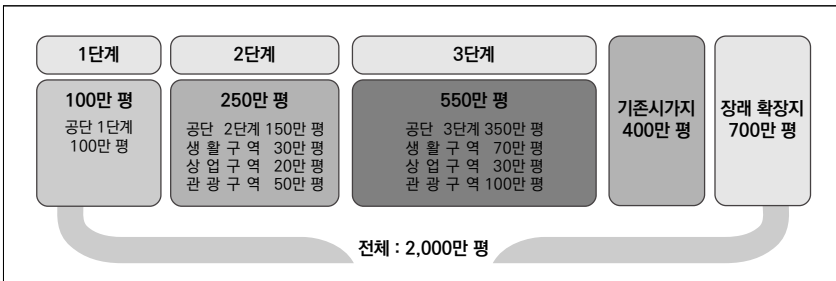 1단계
100만 평
공단 1단계
100만 평
2단계
250만 평
공단 2단계 150만 평
생 활 구 역 30만 평
상 업 구 역 20만 평
관 광 구 역 50만 평
3단계
550만 평
공단 3단계 350만 평
생 활 구 역 70만 평
상 업 구 역 30만 평
관 광 구 역 100만 평
기존시가지
400만 평
장래 확장지
700만 평
전체 : 2,000만 평